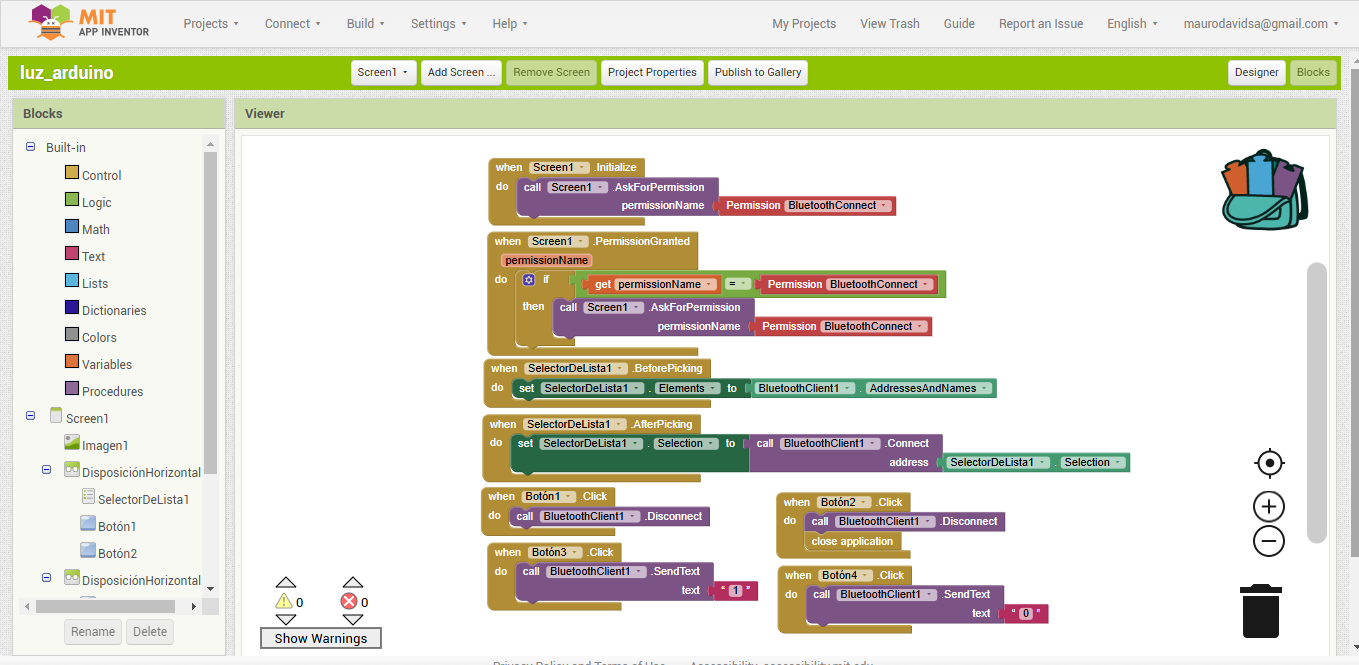 MIT
APP INVENTOR
Projects Connect Build Settings Help My Projects View Trash Guide Report an Issue English maurodavidsa@gmail.com
luz_arduino
Screen1 Add Screen ... Remove Screen Project Properties Publish to Gallery Designer Blocks
Blocks
Viewer
Built-in
Control
Logic
Math
Text
Lists
Dictionaries
Colors
Variables
Procedures
Screen1
Imagen1
DisposiciónHorizontal
SelectorDeLista1
Botón1
Botón2
DisposiciónHorizontal
Rename Delete
when Screen1 .Initialize
do call Screen1 .AskForPermission
permissionName Permission BluetoothConnect
when Screen1 .PermissionGranted
permissionName
do if get permissionName = Permission BluetoothConnect
then call Screen1 .AskForPermission
permissionName Permission BluetoothConnect
when SelectorDeLista1 .BeforePicking
do set SelectorDeLista1 . Elements to BluetoothClient1 . AddressesAndNames
when SelectorDeLista1 .AfterPicking
do set SelectorDeLista1 . Selection to call BluetoothClient1 .Connect
address SelectorDeLista1 . Selection
when Botón1 .Click
do call BluetoothClient1 .Disconnect
when Botón2 .Click
do call BluetoothClient1 .Disconnect
close application
when Botón3 .Click
do call BluetoothClient1 .SendText
text " 1 "
when Botón4 .Click
do call BluetoothClient1 .SendText
text " 0 "
0 0
Show Warnings
Privacy Policy and Terms of Use Accessibility: accessibility.mit.edu